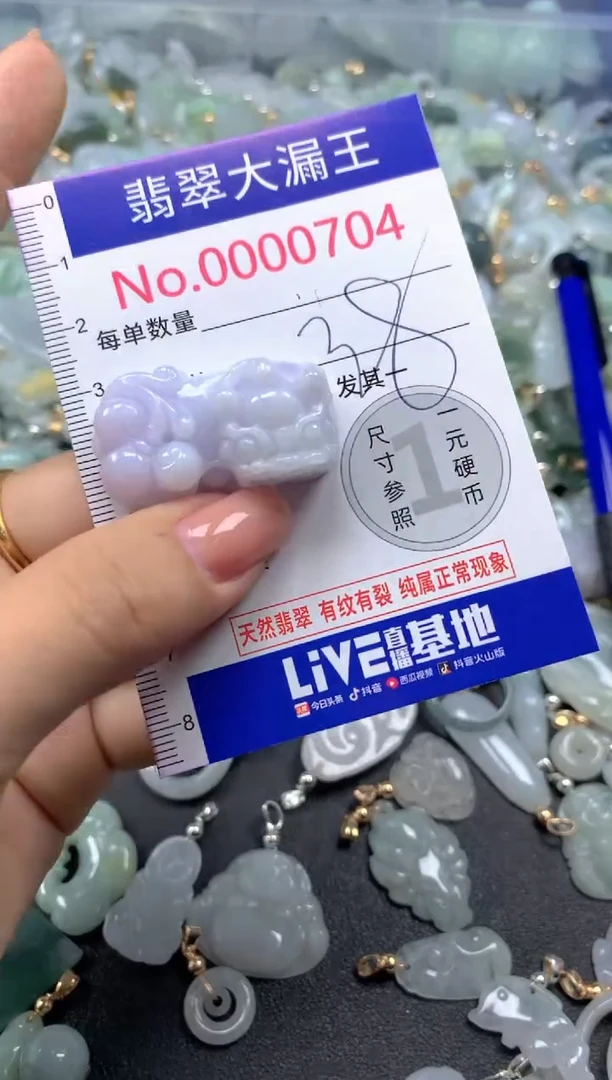 翡翠大漏王
No.0000704
每单数量
38
发其一
尺寸参照
1
一元硬币
天然翡翠 有纹有裂 纯属正常现象
LiVE直播基地
今日头条 抖音 西瓜视频 抖音火山版
0
1
2
3
8